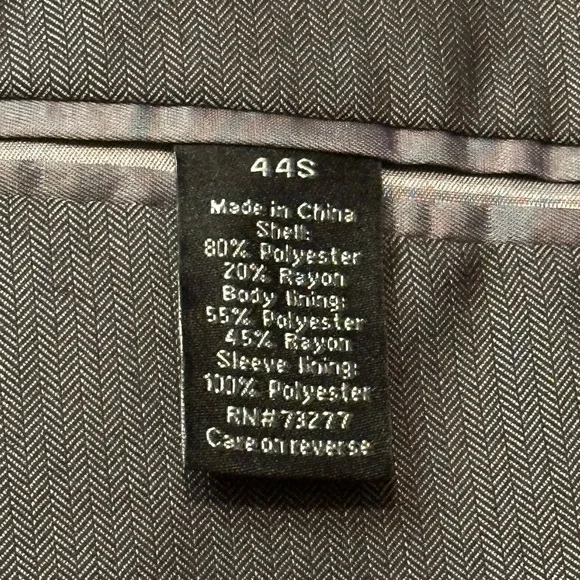 44S
Made in China
Shell:
80% Polyester
20% Rayon
Body lining:
55% Polyester
45% Rayon
Sleeve lining:
100% Polyester
RN#73277
Care on reverse